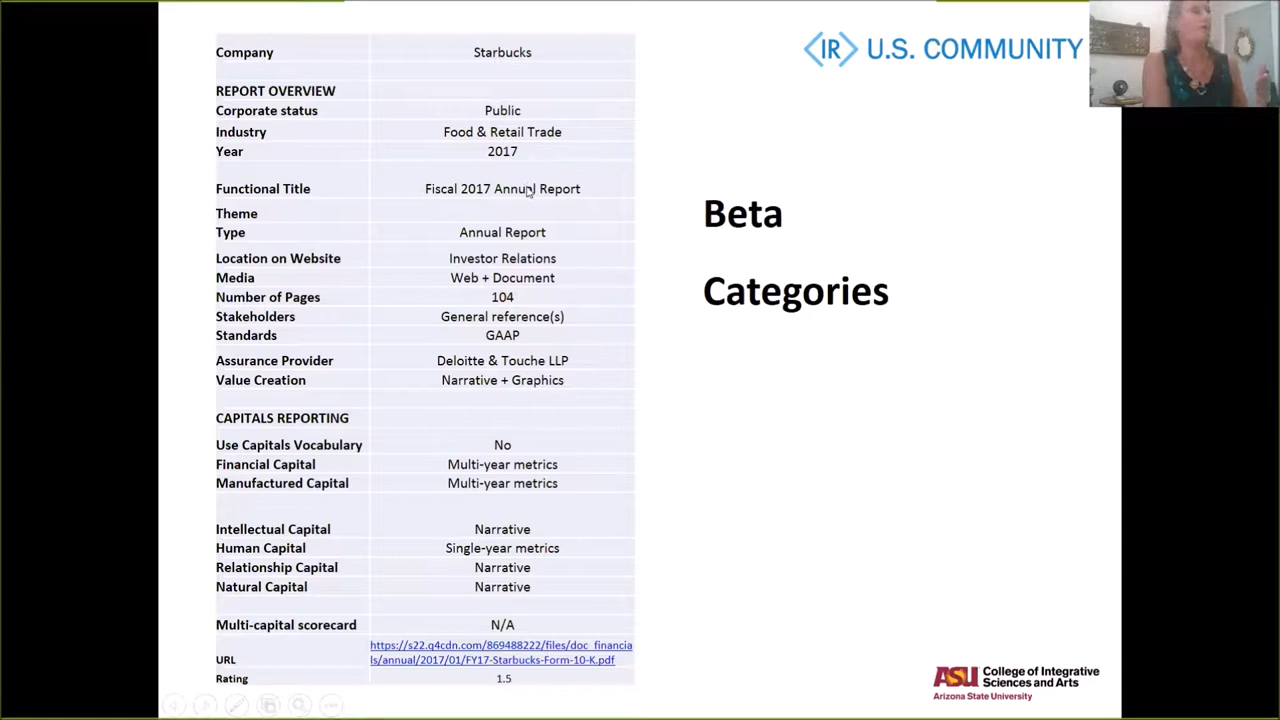 Company Starbucks
REPORT OVERVIEW
Corporate status Public
Industry Food & Retail Trade
Year 2017
Functional Title Fiscal 2017 Annual Report
Theme
Type Annual Report
Location on Website Investor Relations
Media Web + Document
Number of Pages 104
Stakeholders General reference(s)
Standards GAAP
Assurance Provider Deloitte & Touche LLP
Value Creation Narrative + Graphics
CAPITALS REPORTING
Use Capitals Vocabulary No
Financial Capital Multi-year metrics
Manufactured Capital Multi-year metrics
Intellectual Capital Narrative
Human Capital Single-year metrics
Relationship Capital Narrative
Natural Capital Narrative
Multi-capital scorecard N/A
https://s22.q4cdn.com/869488222/files/doc_financia
URL ls/annual/2017/01/FY17-Starbucks-Form-10-K.pdf
Rating 1.5
<IR> U.S. COMMUNITY
Beta
Categories
ASU College of Integrative
Sciences and Arts
Arizona State University